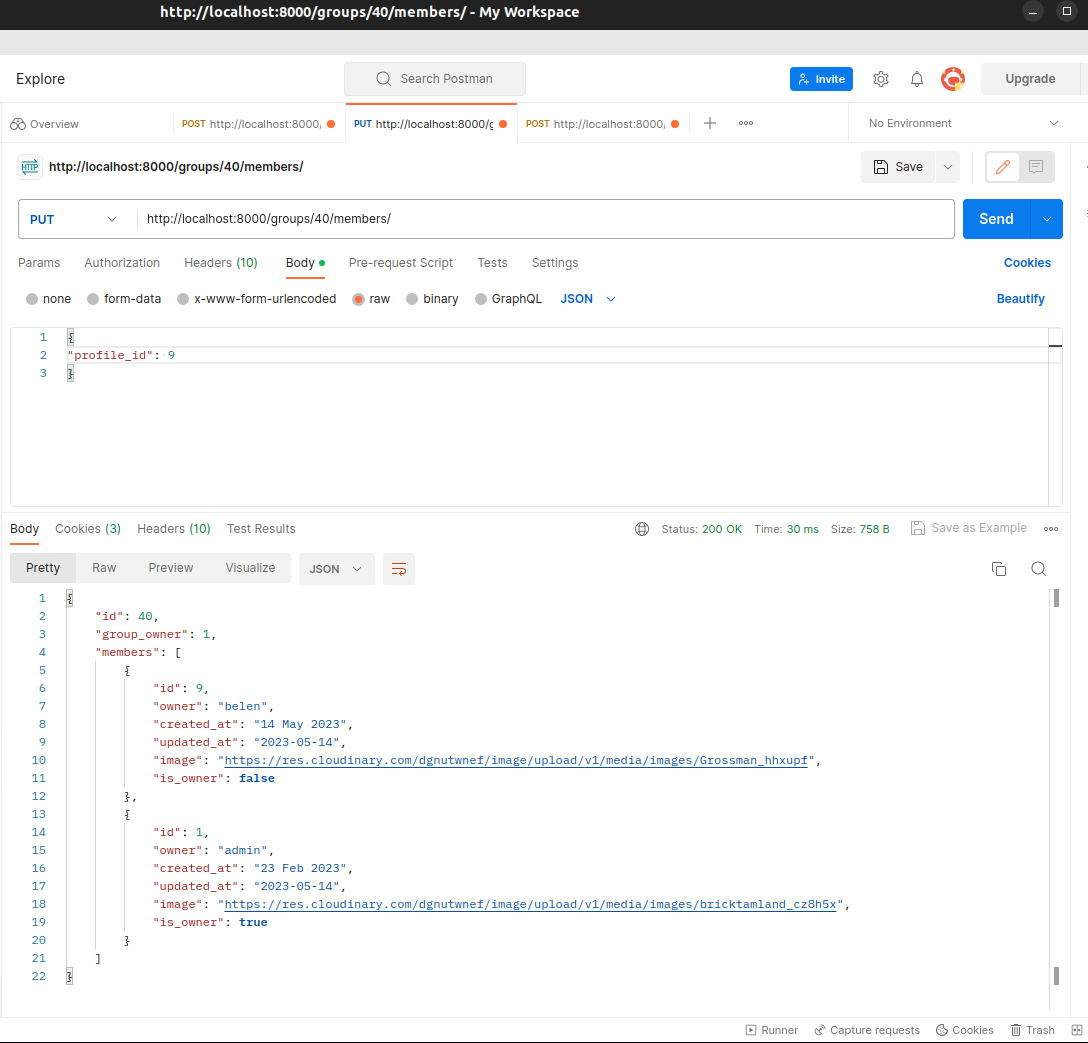 http://localhost:8000/groups/40/members/ - My Workspace
Explore
Search Postman
Invite
Upgrade
Overview
POST http://localhost:8000/
PUT http://localhost:8000/g
POST http://localhost:8000/
No Environment
HTTP http://localhost:8000/groups/40/members/
Save
PUT
http://localhost:8000/groups/40/members/
Send
Params Authorization Headers (10) Body Pre-request Script Tests Settings Cookies
none form-data x-www-form-urlencoded raw binary GraphQL JSON Beautify
1 {
2 "profile_id": 9
3 }
Body Cookies (3) Headers (10) Test Results Status: 200 OK Time: 30 ms Size: 758 B Save as Example
Pretty Raw Preview Visualize JSON
1 {
2 "id": 40,
3 "group_owner": 1,
4 "members": [
5 {
6 "id": 9,
7 "owner": "belen",
8 "created_at": "14 May 2023",
9 "updated_at": "2023-05-14",
10 "image": "https://res.cloudinary.com/dgnutwnef/image/upload/v1/media/images/Grossman_hhxupf",
11 "is_owner": false
12 },
13 {
14 "id": 1,
15 "owner": "admin",
16 "created_at": "23 Feb 2023",
17 "updated_at": "2023-05-14",
18 "image": "https://res.cloudinary.com/dgnutwnef/image/upload/v1/media/images/bricktamland_cz8h5x",
19 "is_owner": true
20 }
21 ]
22 }
Runner Capture requests Cookies Trash